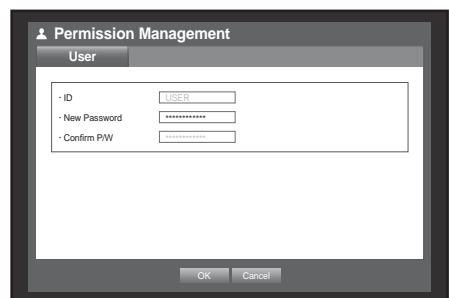 Permission Management
User
· ID USER
· New Password ************
· Confirm P/W ************
OK Cancel